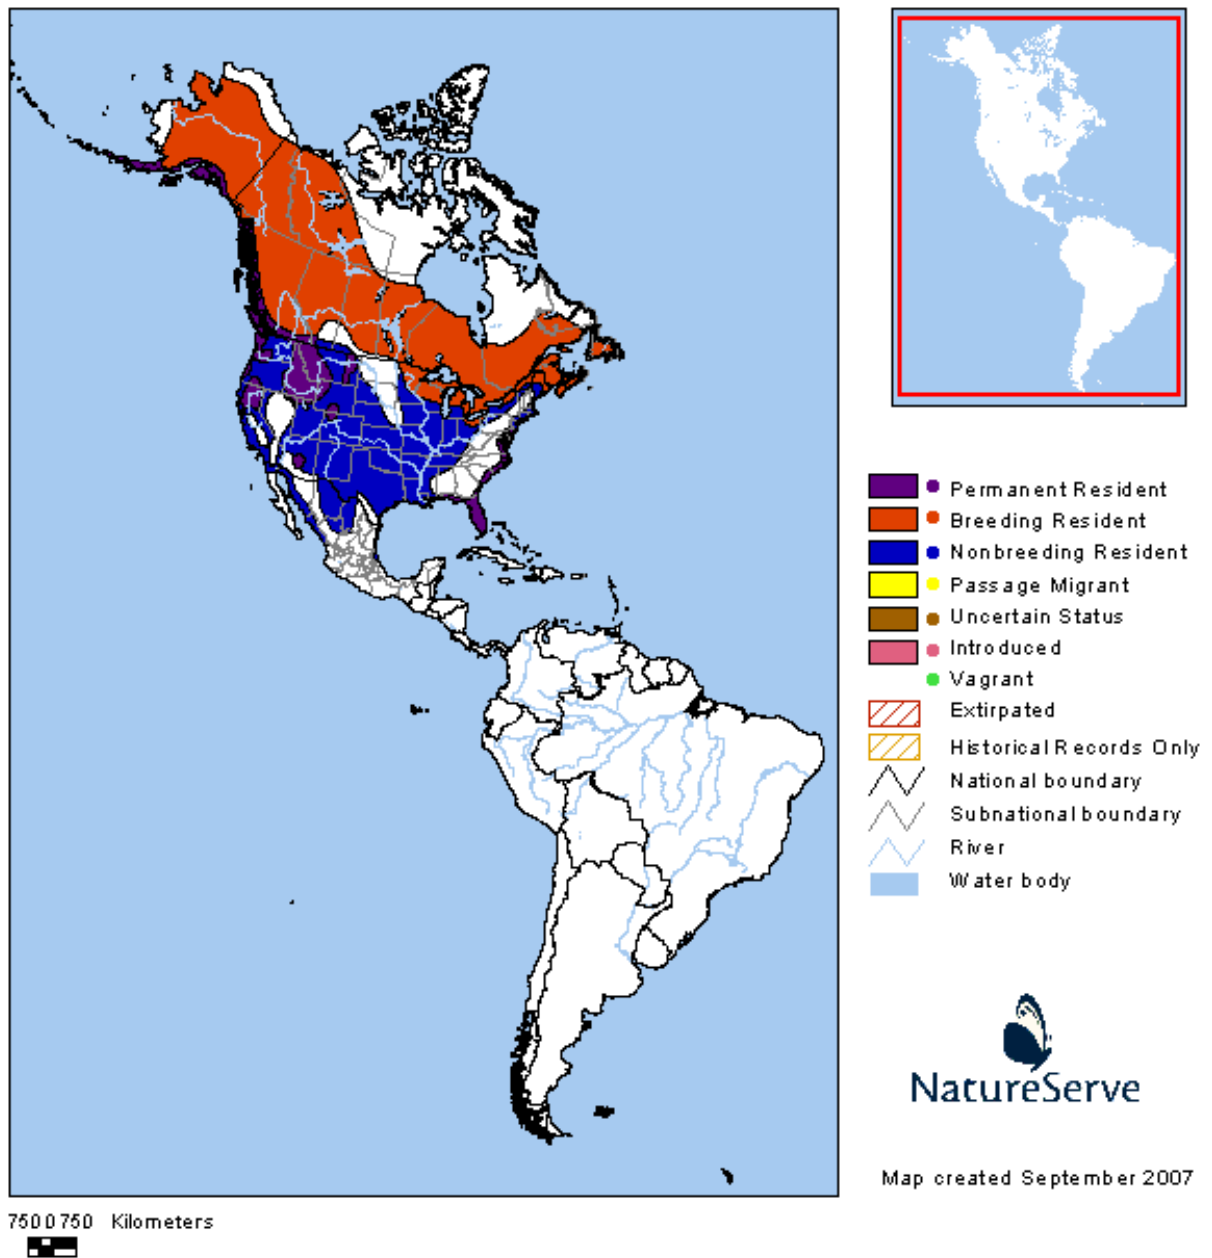 Permanent Resident
Breeding Resident
Nonbreeding Resident
Passage Migrant
Uncertain Status
Introduced
Vagrant
Extirpated
Historical Records Only
National boundary
Subnational boundary
River
Water body
NatureServe
Map created September 2007
750 0 750 Kilometers